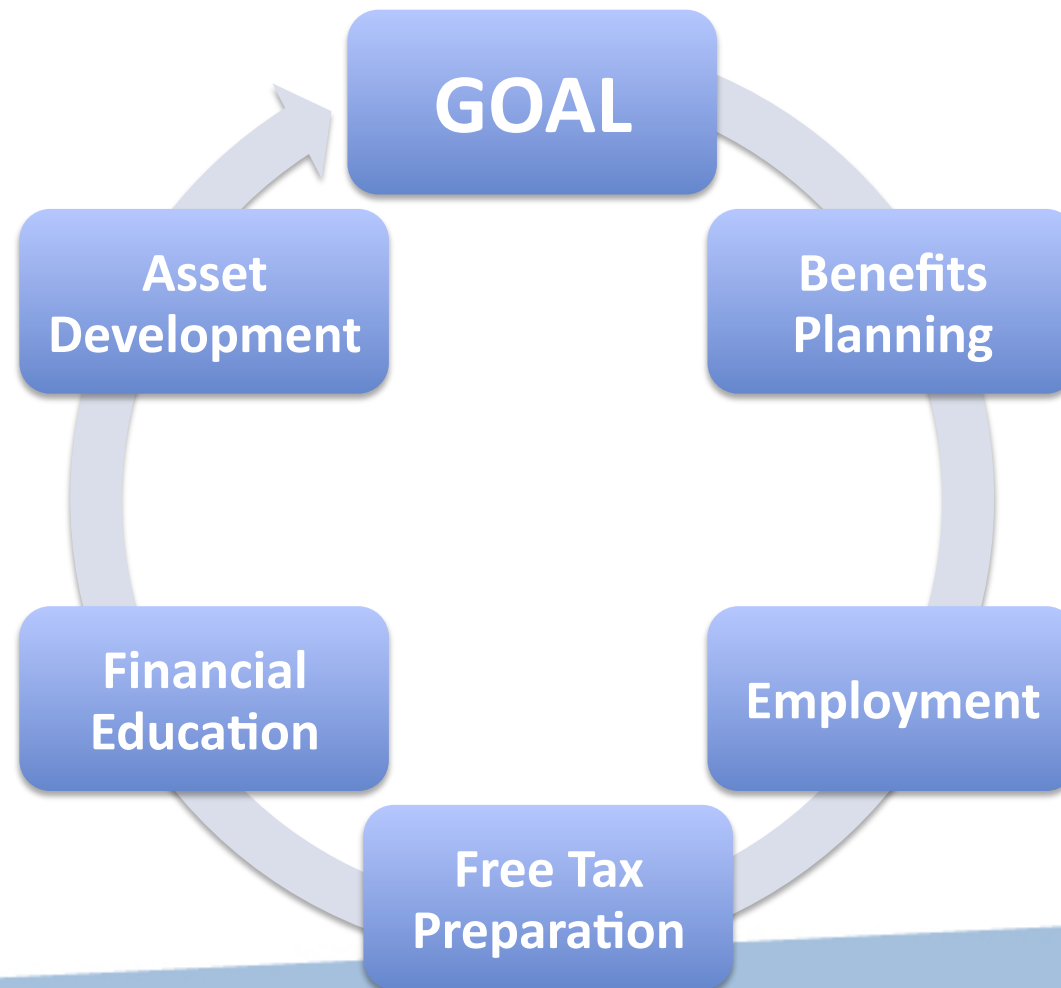 GOAL
Benefits
Planning
Employment
Free Tax
Preparation
Financial
Education
Asset
Development